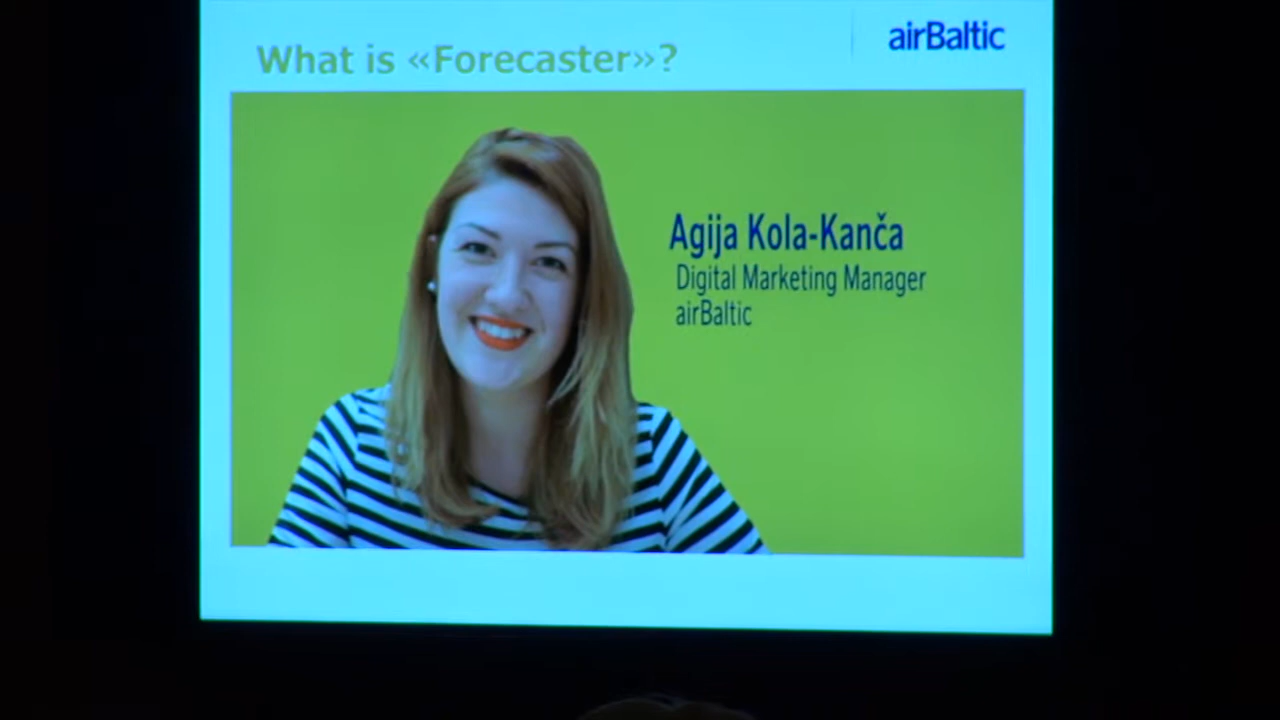 What is «Forecaster»?
airBaltic
Agija Kola-Kanča
Digital Marketing Manager
airBaltic